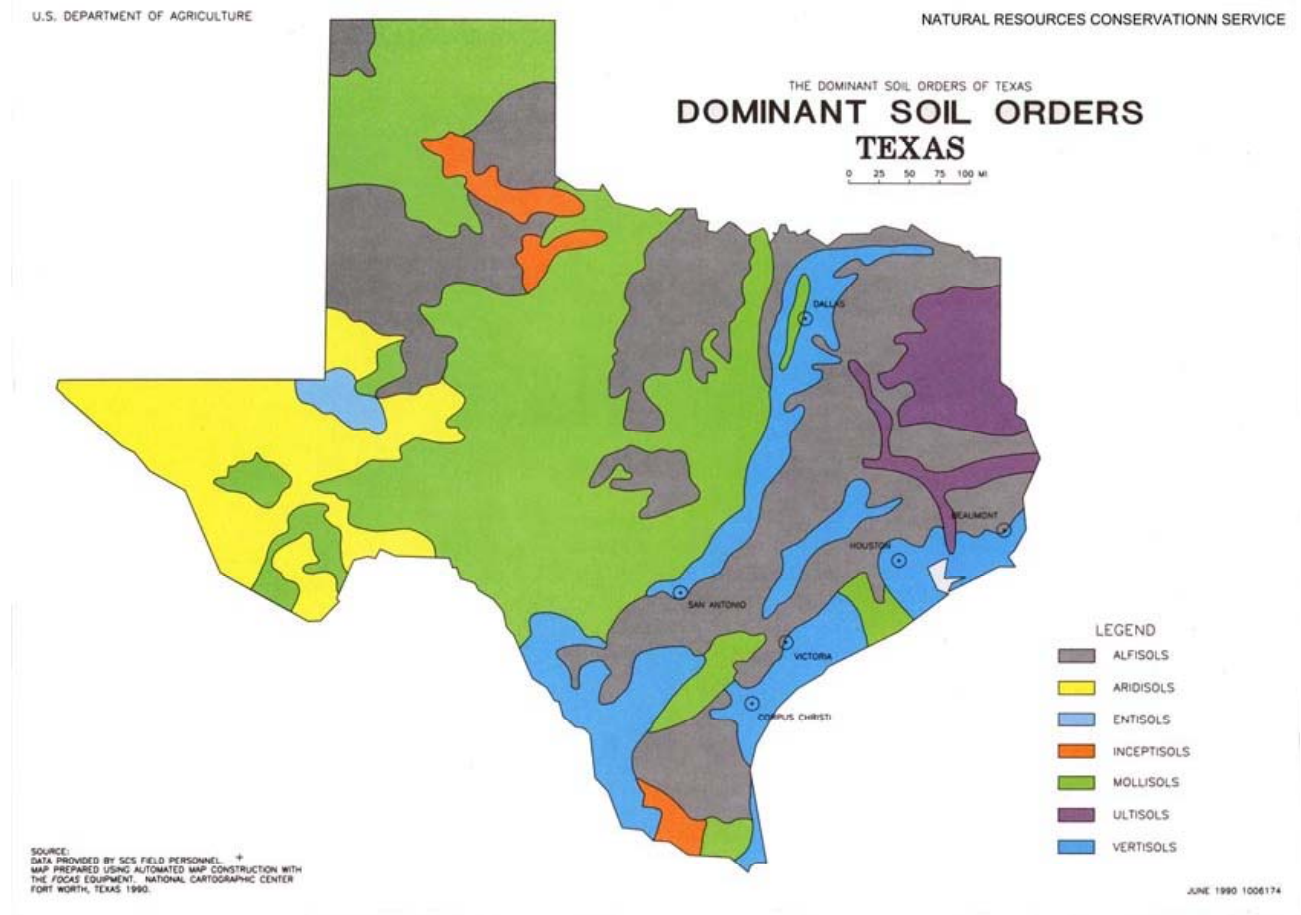 U.S. DEPARTMENT OF AGRICULTURE
NATURAL RESOURCES CONSERVATIONN SERVICE
THE DOMINANT SOIL ORDERS OF TEXAS
DOMINANT SOIL ORDERS
TEXAS
0 25 50 75 100 MI
DALLAS
BEAUMONT
HOUSTON
SAN ANTONIO
VICTORIA
CORPUS CHRISTI
LEGEND
ALFISOLS
ARIDISOLS
ENTISOLS
INCEPTISOLS
MOLLISOLS
ULTISOLS
VERTISOLS
SOURCE:
DATA PROVIDED BY SCS FIELD PERSONNEL.
MAP PREPARED USING AUTOMATED MAP CONSTRUCTION WITH
THE FOCAS EQUIPMENT. NATIONAL CARTOGRAPHIC CENTER
FORT WORTH, TEXAS 1990.
JUNE 1990 1006174